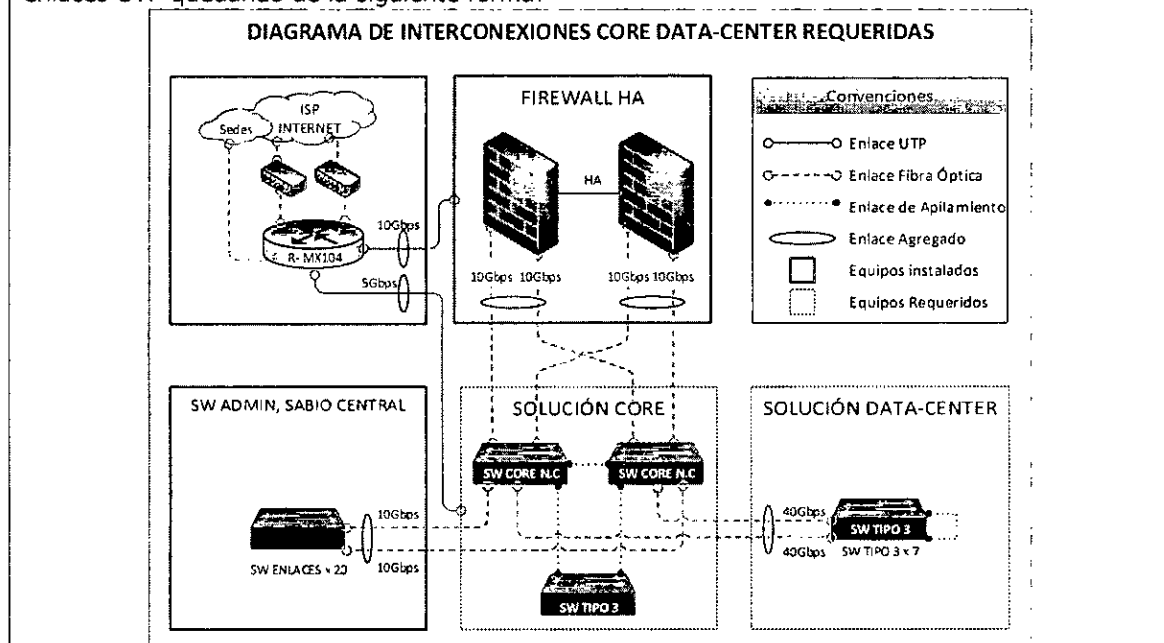 DIAGRAMA DE INTERCONEXIONES CORE DATA-CENTER REQUERIDAS
ISP
INTERNET
Sedes
R- MX104
10Gbps
5Gbps
FIREWALL HA
HA
10Gbps 10Gbps
10Gbps 10Gbps
Convenciones
Enlace UTP
Enlace Fibra Óptica
Enlace de Apilamiento
Enlace Agregado
Equipos instalados
Equipos Requeridos
SW ADMIN, SABIO CENTRAL
10Gbps
10Gbps
SW ENLACES x 20
SOLUCIÓN CORE
SW CORE N.C
SW CORE N.C
SW TIPO 3
SOLUCIÓN DATA-CENTER
40Gbps
40Gbps
SW TIPO 3
SW TIPO 3 x 7